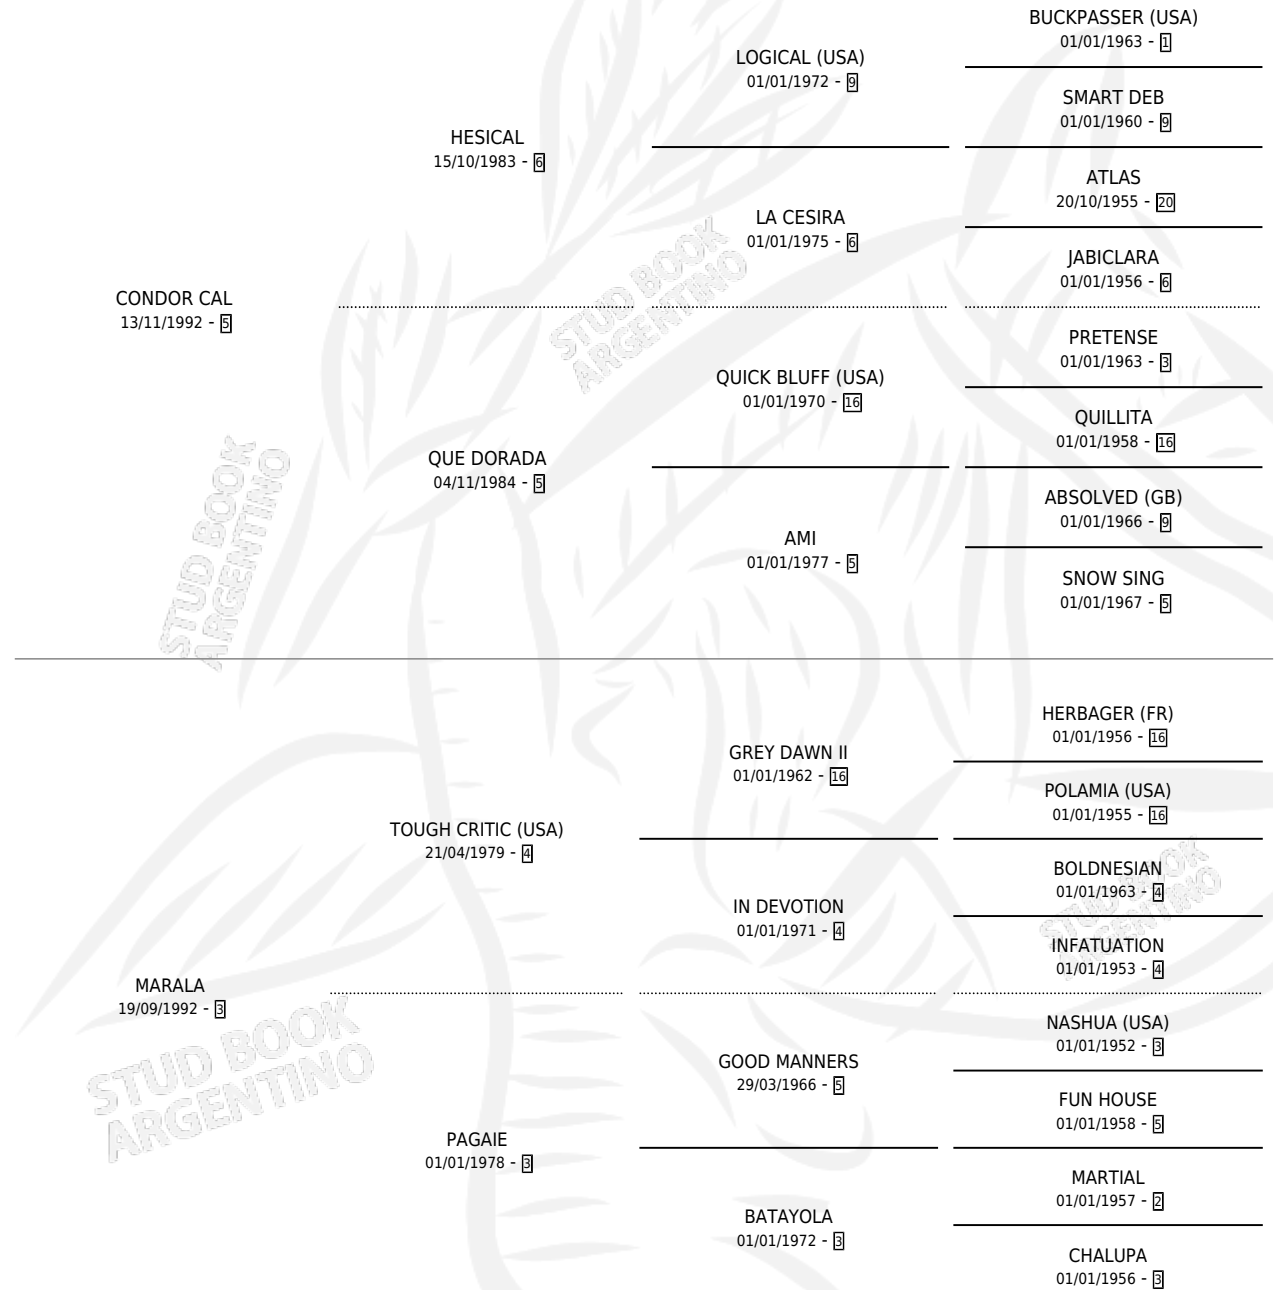 BUCKPASSER (USA)
01/01/1963 - 1
LOGICAL (USA)
01/01/1972 - 9
SMART DEB
01/01/1960 - 9
HESICAL
15/10/1983 - 6
ATLAS
20/10/1955 - 20
LA CESIRA
01/01/1975 - 6
JABICLARA
01/01/1956 - 6
CONDOR CAL
13/11/1992 - 5
PRETENSE
01/01/1963 - 3
QUICK BLUFF (USA)
01/01/1970 - 16
QUILLITA
01/01/1958 - 16
QUE DORADA
04/11/1984 - 5
ABSOLVED (GB)
01/01/1966 - 9
AMI
01/01/1977 - 5
SNOW SING
01/01/1967 - 5
STUD BOOK
ARGENTINO
STUD BOOK
ARGENTINO
HERBAGER (FR)
01/01/1956 - 16
GREY DAWN II
01/01/1962 - 16
POLAMIA (USA)
01/01/1955 - 16
TOUGH CRITIC (USA)
21/04/1979 - 4
BOLDNESIAN
01/01/1963 - 4
IN DEVOTION
01/01/1971 - 4
INFATUATION
01/01/1953 - 4
MARALA
19/09/1992 - 3
NASHUA (USA)
01/01/1952 - 3
GOOD MANNERS
29/03/1966 - 5
FUN HOUSE
01/01/1958 - 5
PAGAIE
01/01/1978 - 3
MARTIAL
01/01/1957 - 2
BATAYOLA
01/01/1972 - 3
CHALUPA
01/01/1956 - 3
STUD BOOK
ARGENTINO
STUD BOOK
ARGENTINO